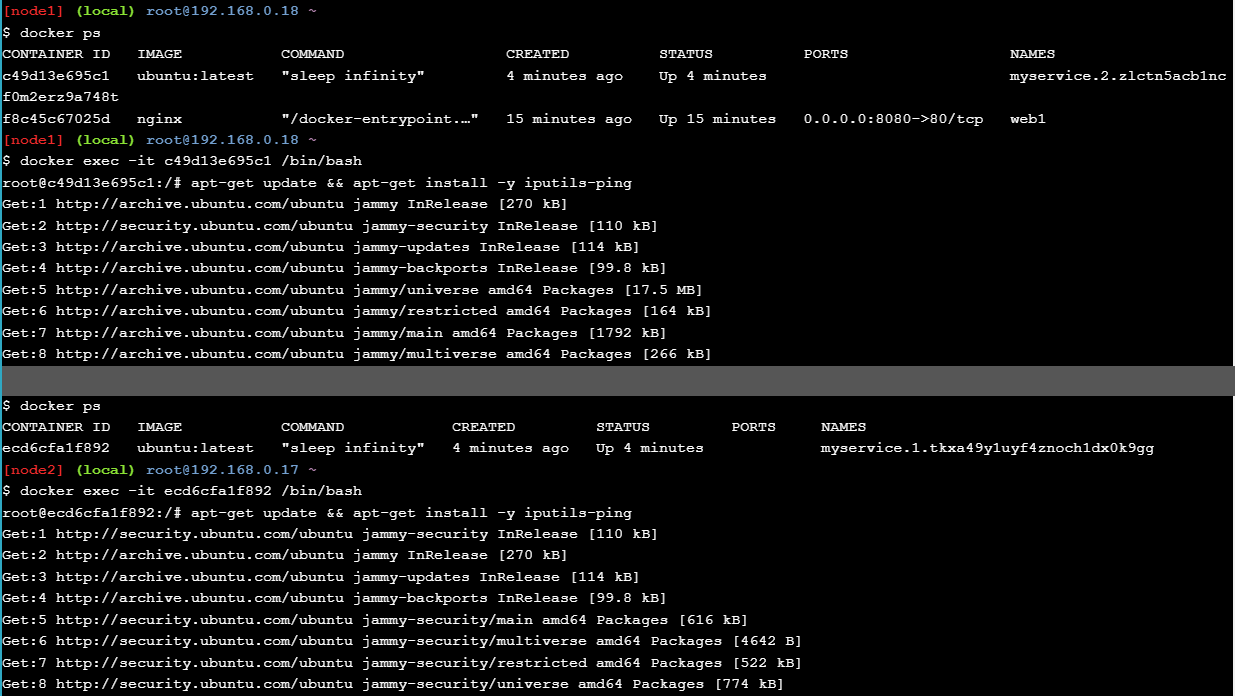 [node1] (local) root@192.168.0.18 ~
$ docker ps
CONTAINER ID   IMAGE           COMMAND                  CREATED          STATUS          PORTS                  NAMES
c49d13e695c1   ubuntu:latest   "sleep infinity"         4 minutes ago    Up 4 minutes                           myservice.2.zlctn5acb1nc
f0m2erz9a748t
f8c45c67025d   nginx           "/docker-entrypoint.…"   15 minutes ago   Up 15 minutes   0.0.0.0:8080->80/tcp   web1
[node1] (local) root@192.168.0.18 ~
$ docker exec -it c49d13e695c1 /bin/bash
root@c49d13e695c1:/# apt-get update && apt-get install -y iputils-ping
Get:1 http://archive.ubuntu.com/ubuntu jammy InRelease [270 kB]
Get:2 http://security.ubuntu.com/ubuntu jammy-security InRelease [110 kB]
Get:3 http://archive.ubuntu.com/ubuntu jammy-updates InRelease [114 kB]
Get:4 http://archive.ubuntu.com/ubuntu jammy-backports InRelease [99.8 kB]
Get:5 http://archive.ubuntu.com/ubuntu jammy/universe amd64 Packages [17.5 MB]
Get:6 http://archive.ubuntu.com/ubuntu jammy/restricted amd64 Packages [164 kB]
Get:7 http://archive.ubuntu.com/ubuntu jammy/main amd64 Packages [1792 kB]
Get:8 http://archive.ubuntu.com/ubuntu jammy/multiverse amd64 Packages [266 kB]
$ docker ps
CONTAINER ID   IMAGE           COMMAND            CREATED         STATUS         PORTS     NAMES
ecd6cfa1f892   ubuntu:latest   "sleep infinity"   4 minutes ago   Up 4 minutes             myservice.1.tkxa49y1uyf4znoch1dx0k9gg
[node2] (local) root@192.168.0.17 ~
$ docker exec -it ecd6cfa1f892 /bin/bash
root@ecd6cfa1f892:/# apt-get update && apt-get install -y iputils-ping
Get:1 http://security.ubuntu.com/ubuntu jammy-security InRelease [110 kB]
Get:2 http://archive.ubuntu.com/ubuntu jammy InRelease [270 kB]
Get:3 http://archive.ubuntu.com/ubuntu jammy-updates InRelease [114 kB]
Get:4 http://archive.ubuntu.com/ubuntu jammy-backports InRelease [99.8 kB]
Get:5 http://security.ubuntu.com/ubuntu jammy-security/main amd64 Packages [616 kB]
Get:6 http://security.ubuntu.com/ubuntu jammy-security/multiverse amd64 Packages [4642 B]
Get:7 http://security.ubuntu.com/ubuntu jammy-security/restricted amd64 Packages [522 kB]
Get:8 http://security.ubuntu.com/ubuntu jammy-security/universe amd64 Packages [774 kB]